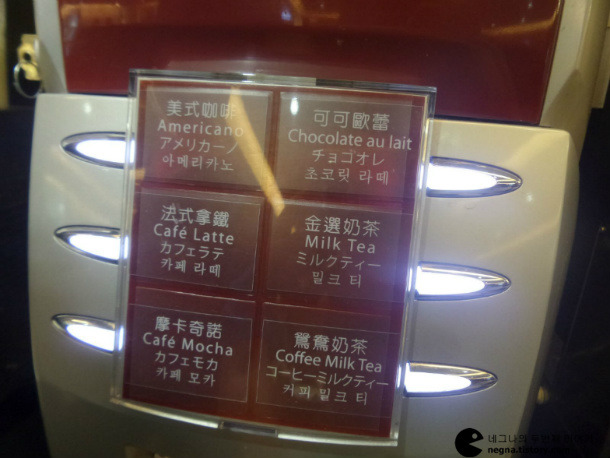 美式咖啡
Americano
アメリカーノ
아메리카노
可可歐蕾
Chocolate au lait
チョコオレ
초코릿 라떼
法式拿鐵
Café Latte
カフェラテ
카페 라떼
金選奶茶
Milk Tea
ミルクティー
밀크 티
摩卡奇諾
Café Mocha
カフェモカ
카페 모카
鴛鴦奶茶
Coffee Milk Tea
コーヒーミルクティー
커피 밀크 티
네그나의